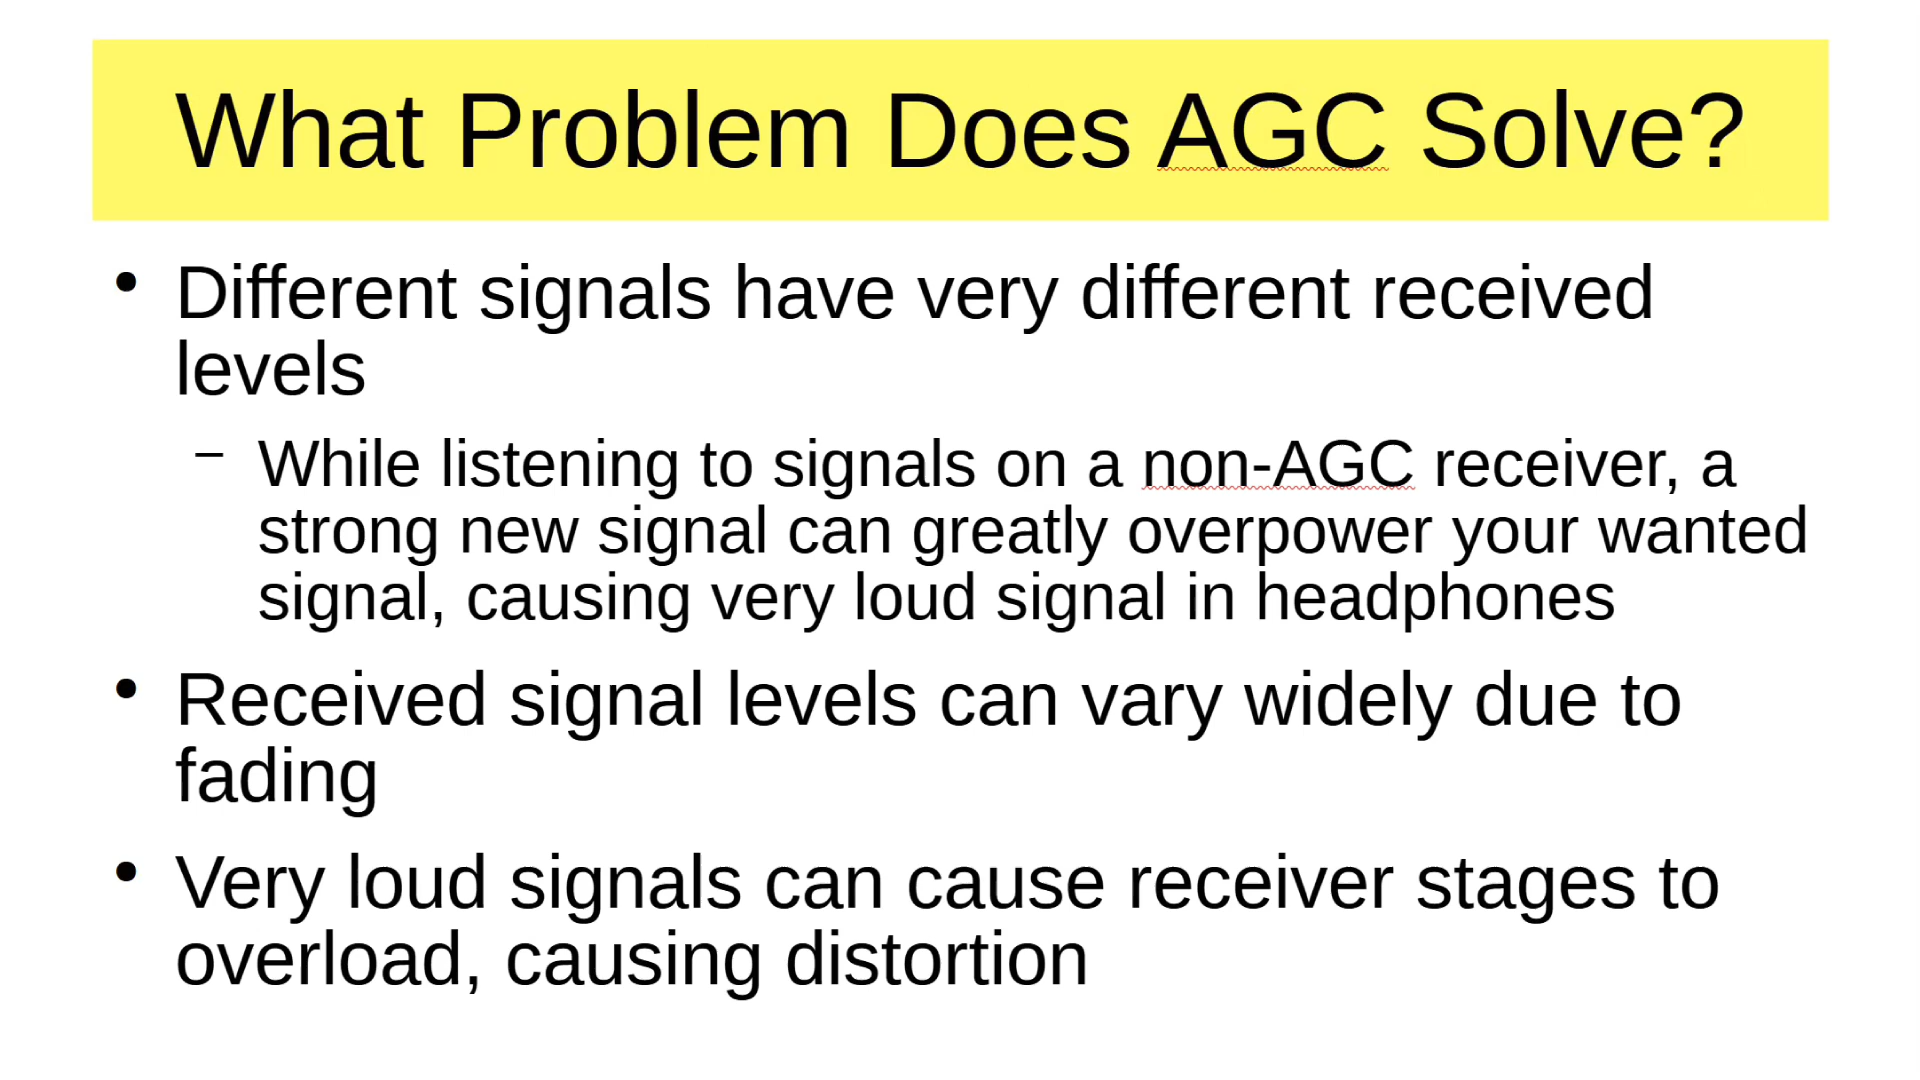 What Problem Does AGC Solve?
• Different signals have very different received
levels
– While listening to signals on a non-AGC receiver, a
strong new signal can greatly overpower your wanted
signal, causing very loud signal in headphones
• Received signal levels can vary widely due to
fading
• Very loud signals can cause receiver stages to
overload, causing distortion